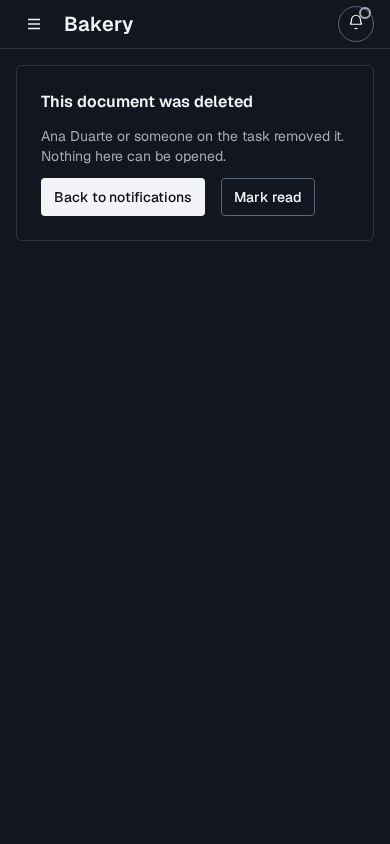 Bakery
This document was deleted
Ana Duarte or someone on the task removed it.
Nothing here can be opened.
Back to notifications
Mark read